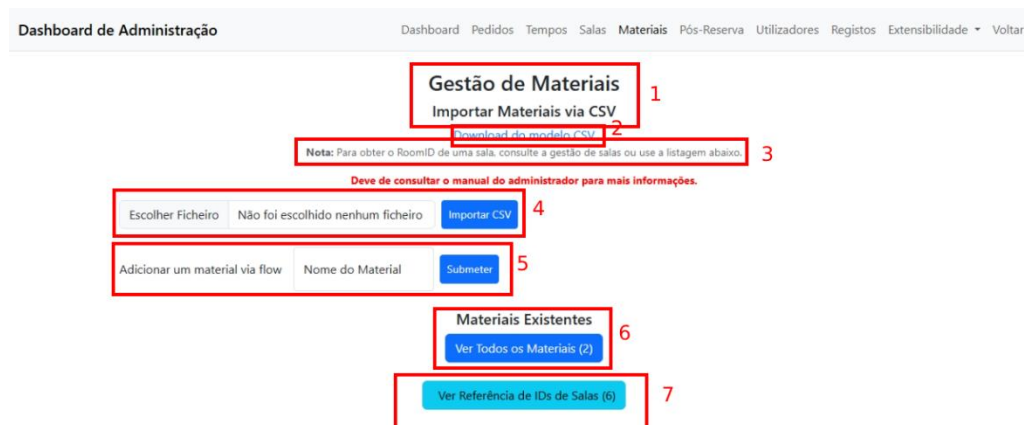 Dashboard de Administração Dashboard Pedidos Tempos Salas Materiais Pós-Reserva Utilizadores Registos Extensibilidade Voltar
Gestão de Materiais 1
Importar Materiais via CSV
Download do modelo CSV 2
Nota: Para obter o RoomID de uma sala, consulte a gestão de salas ou use a listagem abaixo. 3
Deve de consultar o manual do administrador para mais informações.
Escolher Ficheiro Não foi escolhido nenhum ficheiro Importar CSV 4
Adicionar um material via flow Nome do Material Submeter 5
Materiais Existentes
Ver Todos os Materiais (2) 6
Ver Referência de IDs de Salas (6) 7